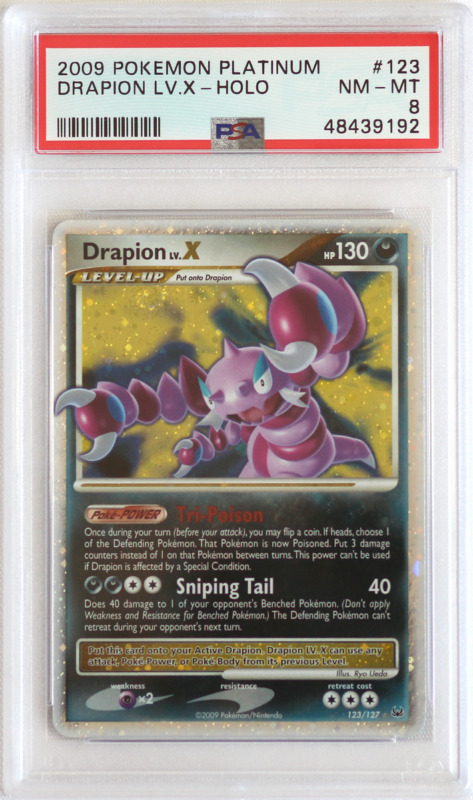 2009 POKEMON PLATINUM #123
DRAPION LV.X - HOLO NM - MT
8
PSA 48439192
Drapion LV.X HP 130
LEVEL-UP Put onto Drapion
Poké-POWER Tri-Poison
Once during your turn (before your attack), you may flip a coin. If heads, choose 1
of the Defending Pokémon. That Pokémon is now Poisoned. Put 3 damage
counters instead of 1 on that Pokémon between turns. This power can't be used
if Drapion is affected by a Special Condition.
Sniping Tail 40
Does 40 damage to 1 of your opponent's Benched Pokémon. (Don't apply
Weakness and Resistance for Benched Pokémon.) The Defending Pokémon can't
retreat during your opponent's next turn.
Put this card onto your Active Drapion. Drapion LV. X can use any
attack, Poké-Power, or Poké-Body from its previous Level.
Illus. Ryo Ueda
weakness resistance retreat cost
×2
©2009 Pokémon/Nintendo 123/127